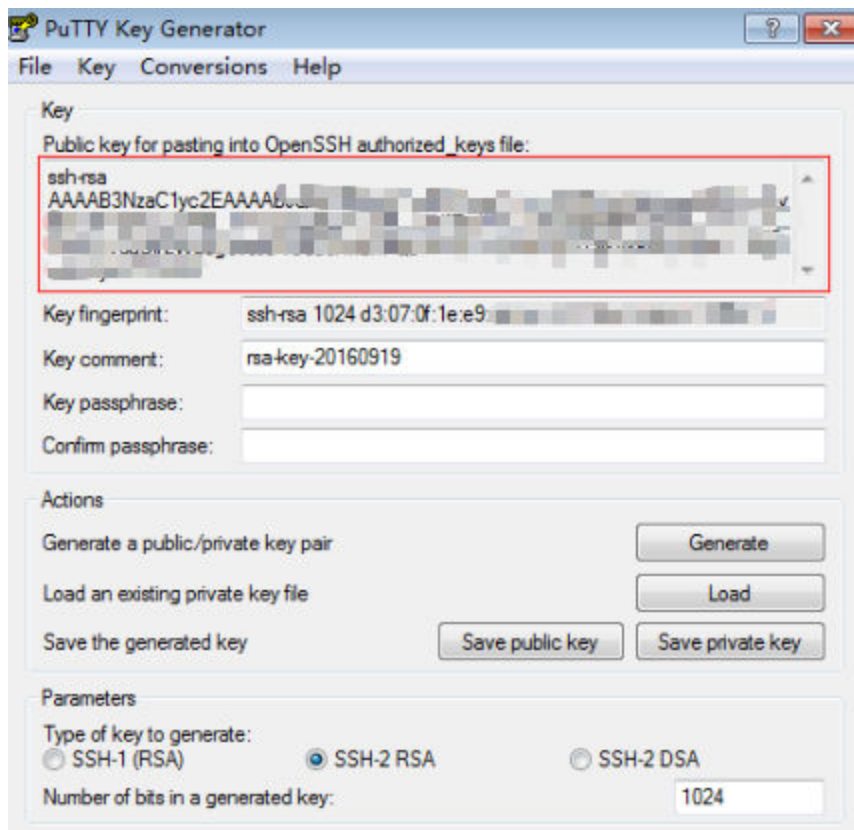 PuTTY Key Generator
File Key Conversions Help
Key
Public key for pasting into OpenSSH authorized_keys file:
ssh-rsa
Key fingerprint: ssh-rsa 1024 d3:07:0f:1e:e9
Key comment: rsa-key-20160919
Key passphrase:
Confirm passphrase:
Actions
Generate a public/private key pair Generate
Load an existing private key file Load
Save the generated key Save public key Save private key
Parameters
Type of key to generate:
SSH-1 (RSA) SSH-2 RSA SSH-2 DSA
Number of bits in a generated key: 1024